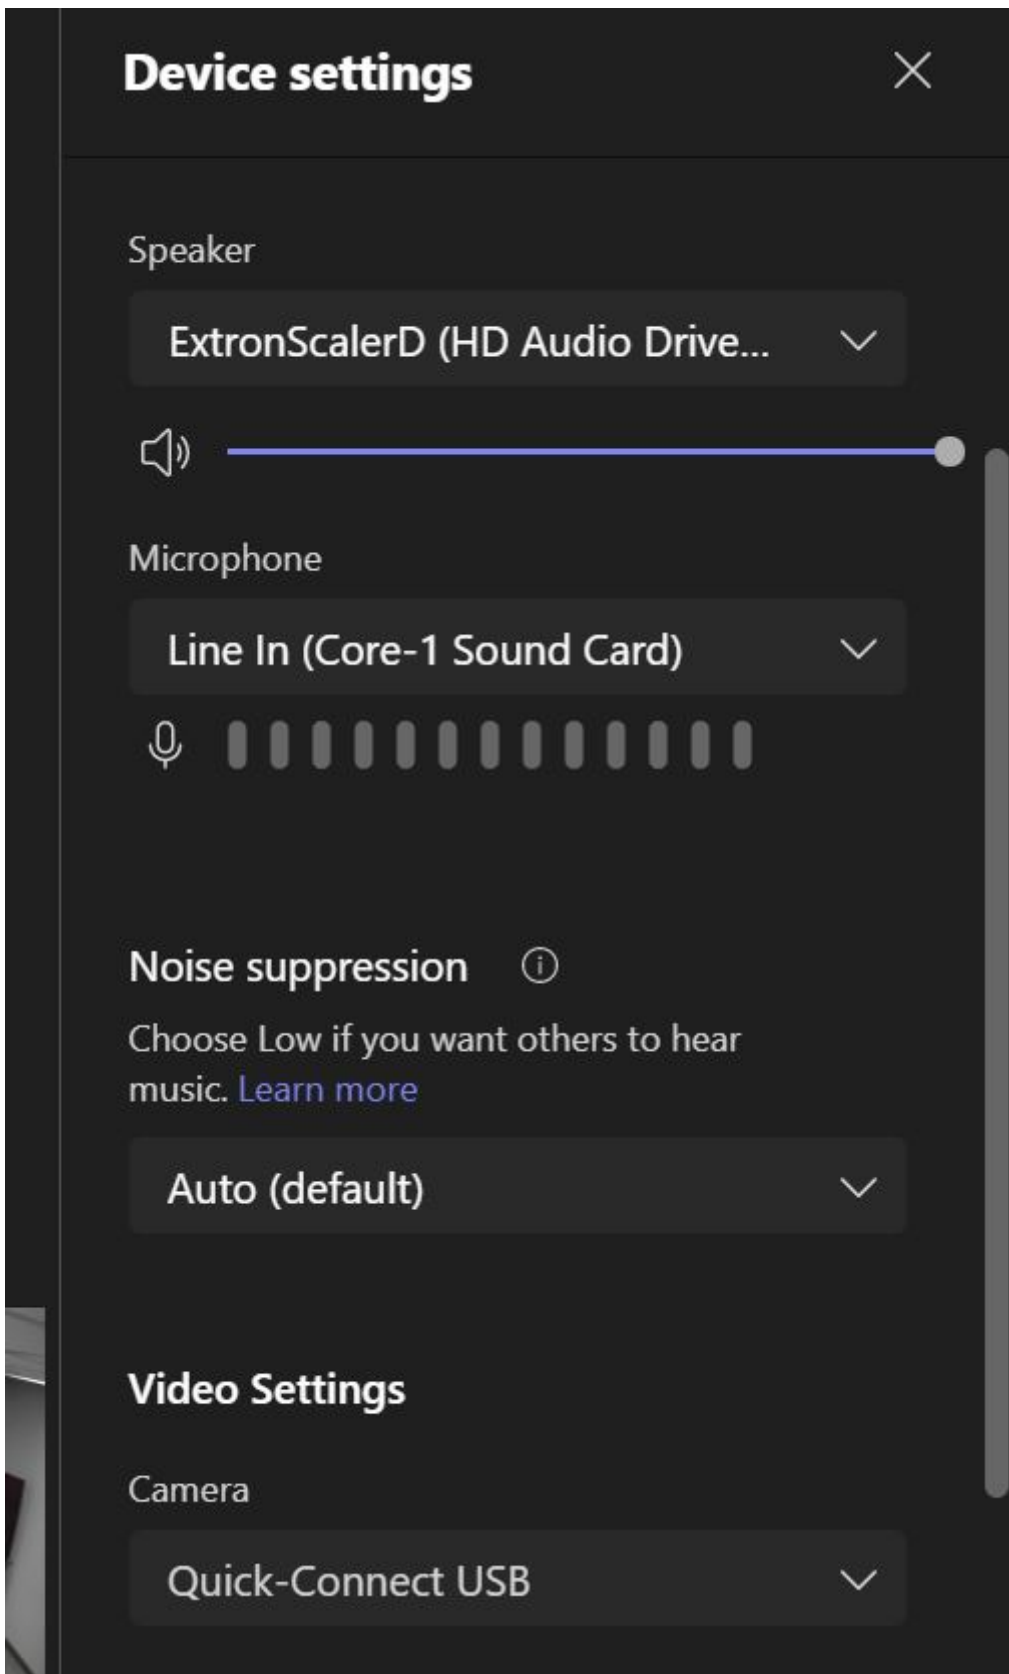 Device settings
Speaker
ExtronScalerD (HD Audio Drive...
Microphone
Line In (Core-1 Sound Card)
Noise suppression
Choose Low if you want others to hear
music. Learn more
Auto (default)
Video Settings
Camera
Quick-Connect USB